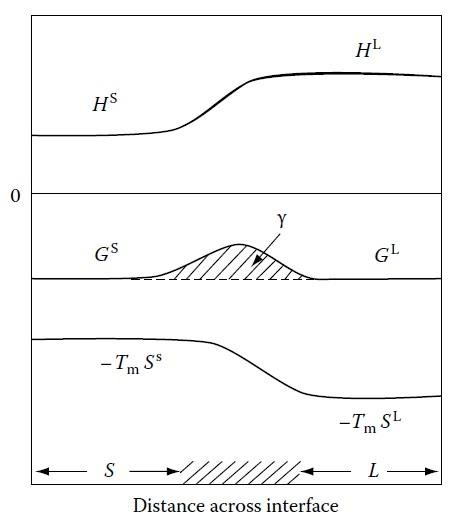 H^L
H^S
0
γ
G^S
G^L
–T_m S^s
–T_m S^L
S
L
Distance across interface